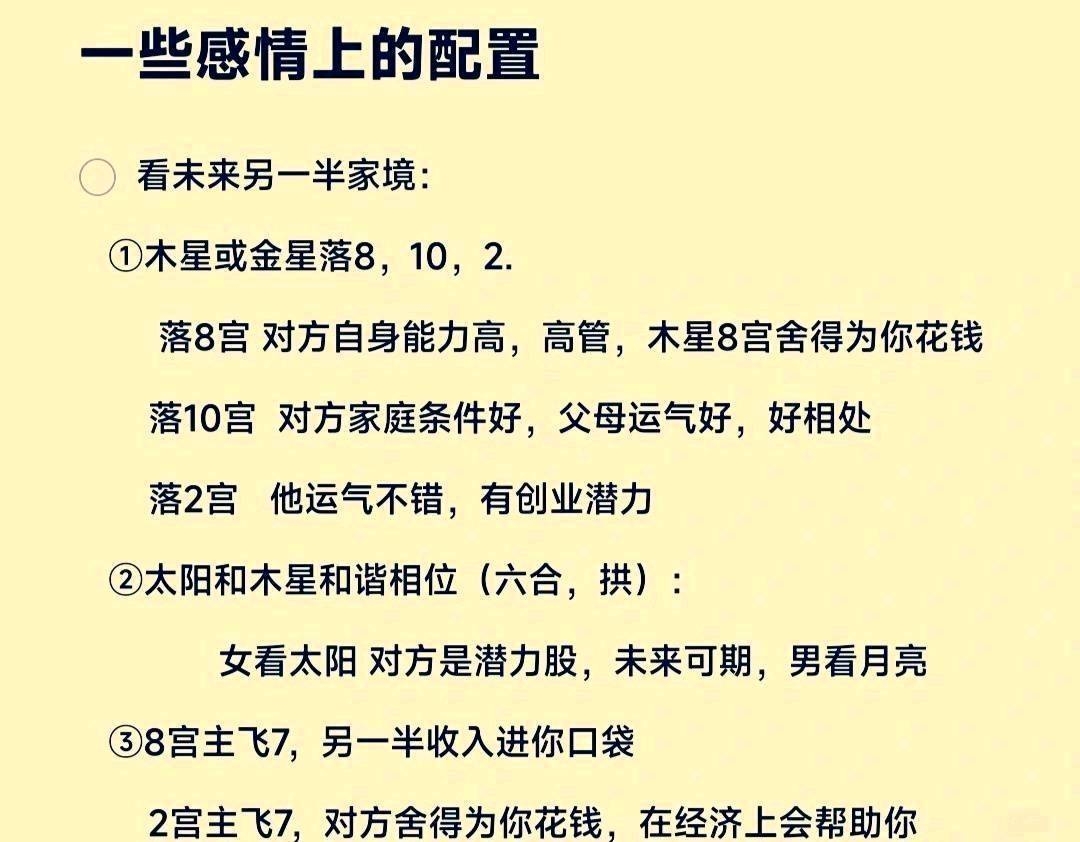 一些感情上的配置
看未来另一半家境：
①木星或金星落8，10，2.
落8宫 对方自身能力高，高管，木星8宫舍得为你花钱
落10宫 对方家庭条件好，父母运气好，好相处
落2宫 他运气不错，有创业潜力
②太阳和木星和谐相位（六合，拱）：
女看太阳 对方是潜力股，未来可期，男看月亮
③8宫主飞7，另一半收入进你口袋
2宫主飞7，对方舍得为你花钱，在经济上会帮助你